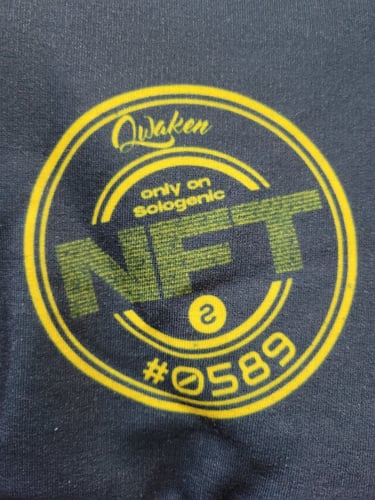 Qwaken
only on
Sologenic
NFT
#0589